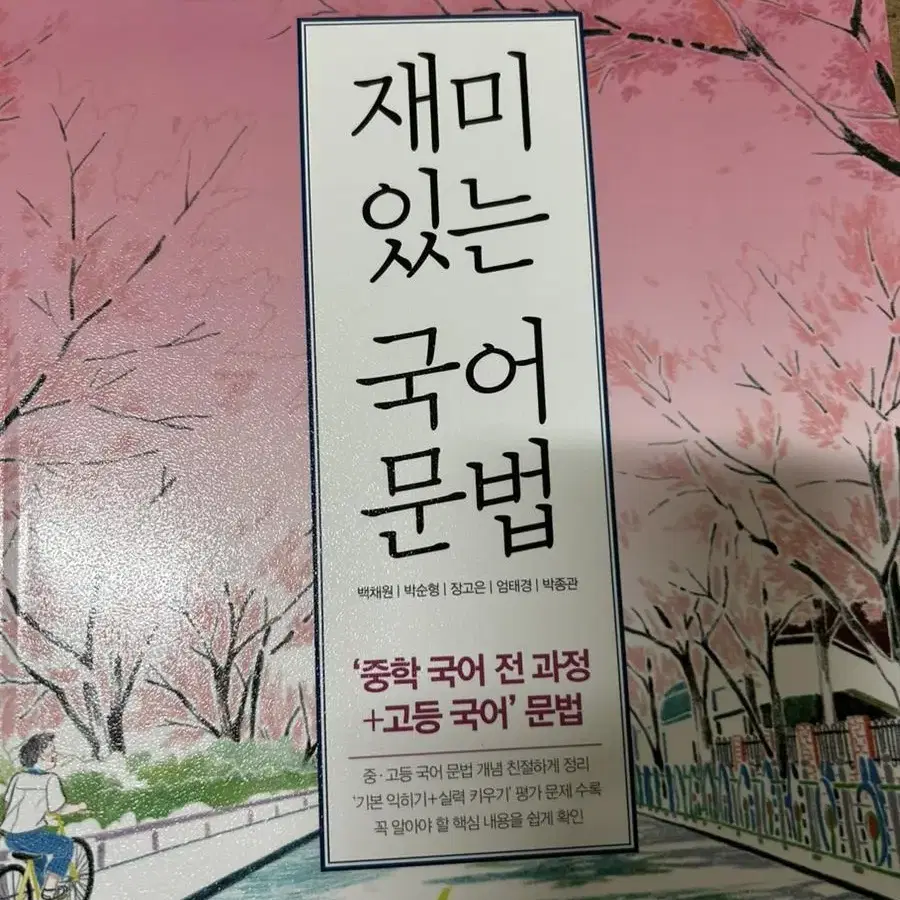 재미
있는
국어
문법
백채원 | 박순형 | 장고은 | 엄태경 | 박종관
‘중학 국어 전 과정
+고등 국어’ 문법
중·고등 국어 문법 개념 친절하게 정리
‘기본 익히기+실력 키우기’ 평가 문제 수록
꼭 알아야 할 핵심 내용을 쉽게 확인